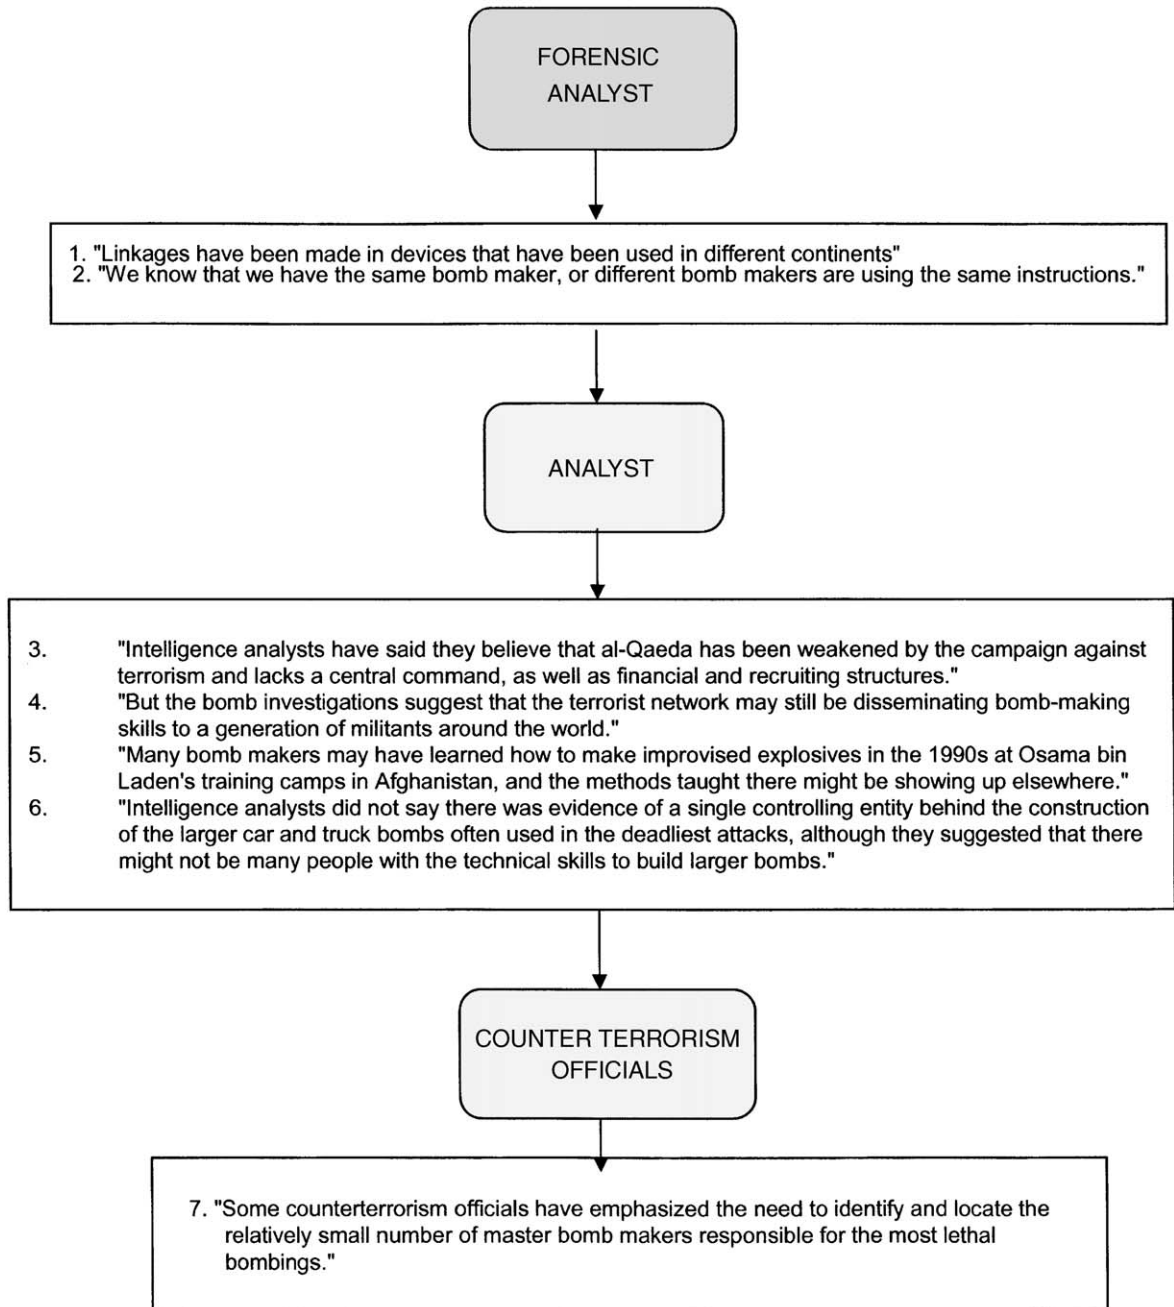 FORENSIC
ANALYST
1. "Linkages have been made in devices that have been used in different continents"
2. "We know that we have the same bomb maker, or different bomb makers are using the same instructions."
ANALYST
3. "Intelligence analysts have said they believe that al-Qaeda has been weakened by the campaign against
terrorism and lacks a central command, as well as financial and recruiting structures."
4. "But the bomb investigations suggest that the terrorist network may still be disseminating bomb-making
skills to a generation of militants around the world."
5. "Many bomb makers may have learned how to make improvised explosives in the 1990s at Osama bin
Laden's training camps in Afghanistan, and the methods taught there might be showing up elsewhere."
6. "Intelligence analysts did not say there was evidence of a single controlling entity behind the construction
of the larger car and truck bombs often used in the deadliest attacks, although they suggested that there
might not be many people with the technical skills to build larger bombs."
COUNTER TERRORISM
OFFICIALS
7. "Some counterterrorism officials have emphasized the need to identify and locate the
relatively small number of master bomb makers responsible for the most lethal
bombings."